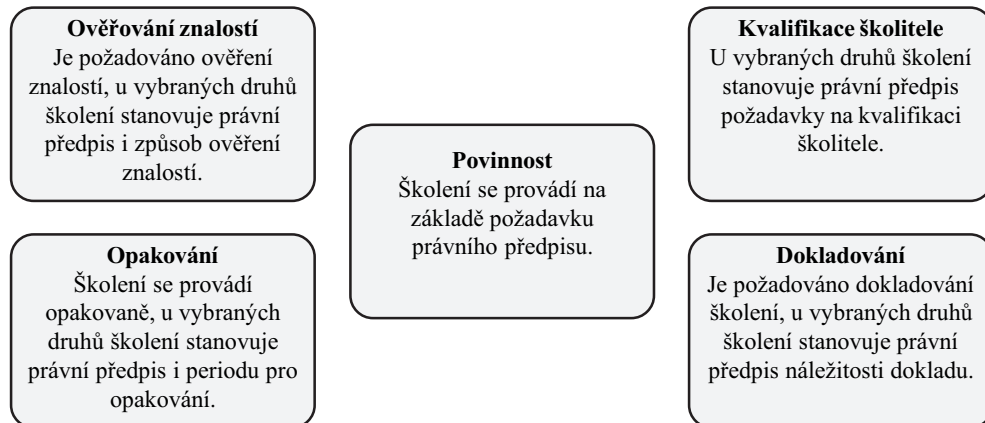 Ověřování znalostí
Je požadováno ověření
znalostí, u vybraných druhů
školení stanovuje právní
předpis i způsob ověření
znalostí.
Opakování
Školení se provádí
opakovaně, u vybraných
druhů školení stanovuje
právní předpis i periodu pro
opakování.
Povinnost
Školení se provádí na
základě požadavku
právního předpisu.
Kvalifikace školitele
U vybraných druhů školení
stanovuje právní předpis
požadavky na kvalifikaci
školitele.
Dokladování
Je požadováno dokladování
školení, u vybraných druhů
školení stanovuje právní
předpis náležitosti dokladu.